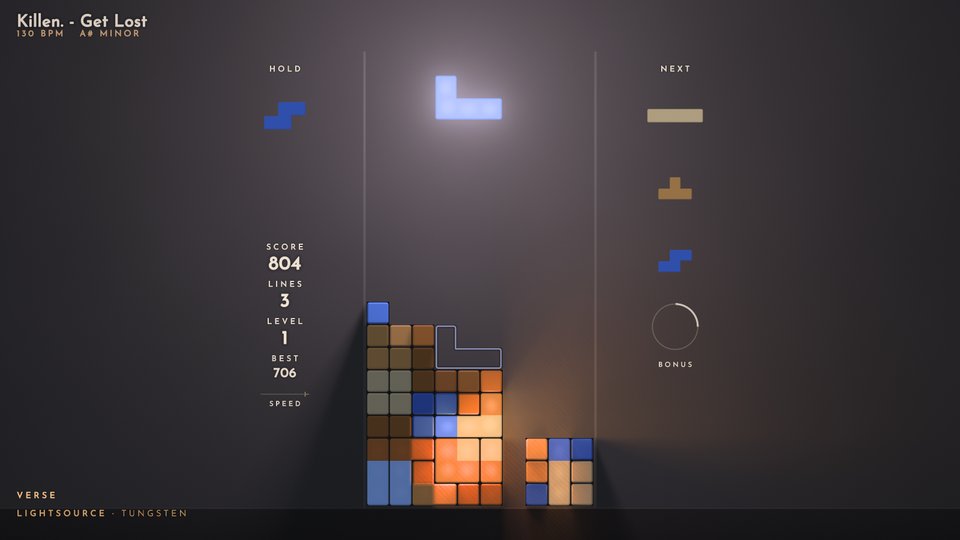 Killen. - Get Lost
130 BPM A# MINOR
HOLD
NEXT
SCORE
804
LINES
3
LEVEL
1
BEST
706
SPEED
BONUS
VERSE
LIGHTSOURCE · TUNGSTEN